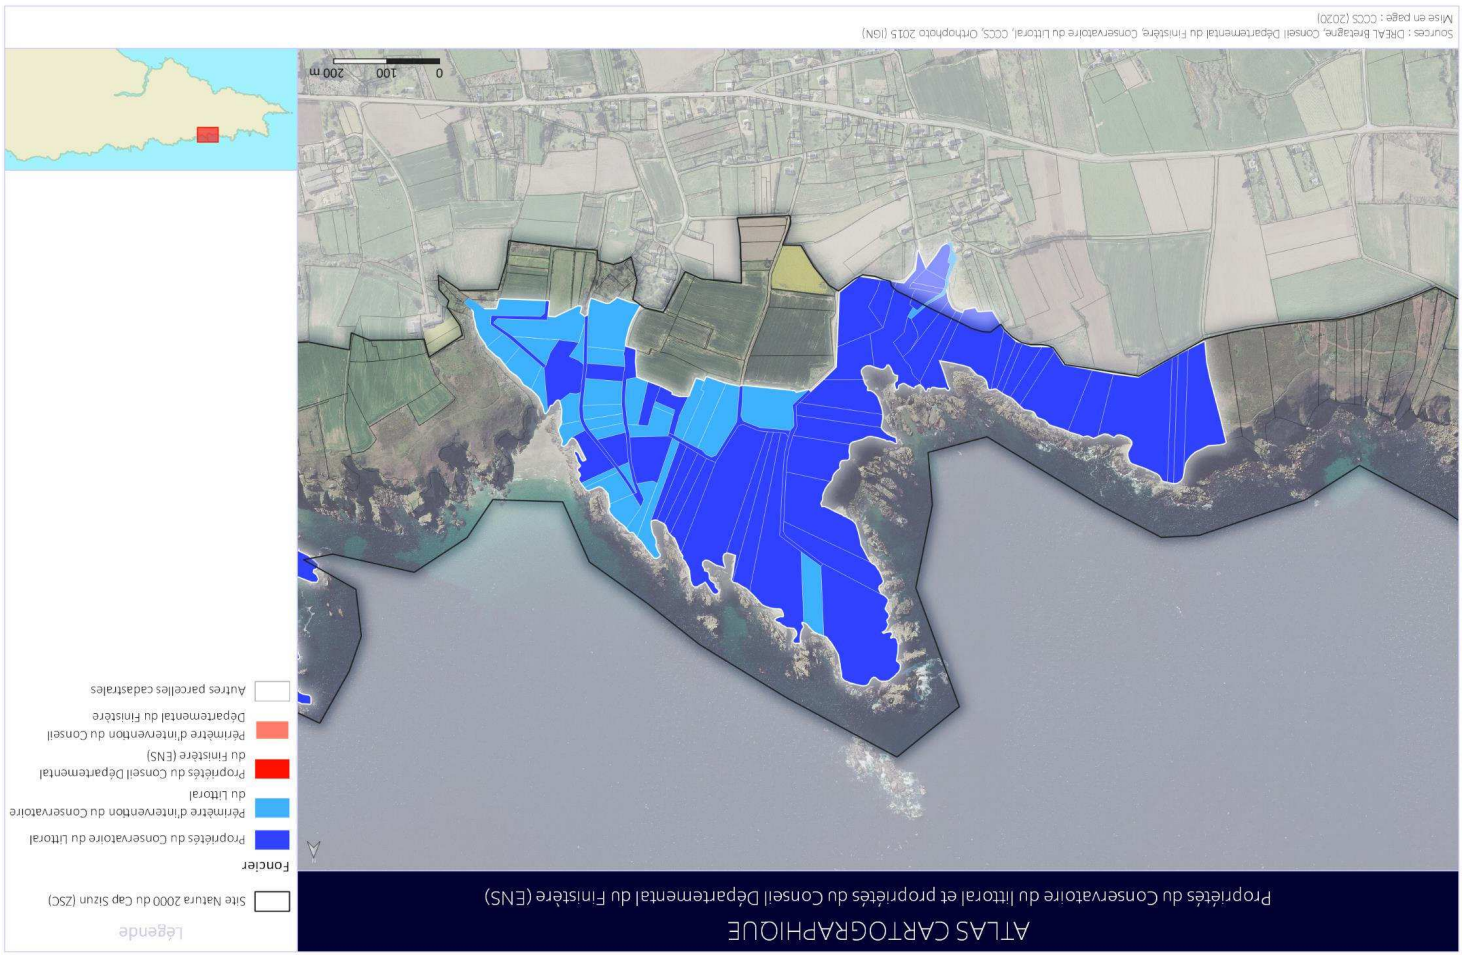 ATLAS CARTOGRAPHIQUE
Propriétés du Conservatoire du littoral et propriétés du Conseil Départemental du Finistère (ENS)
Légende
Site Natura 2000 du Cap Sizun (ZSC)
Foncier
Propriétés du Conservatoire du Littoral
Périmètre d'intervention du Conservatoire
du Littoral
Propriétés du Conseil Départemental
du Finistère (ENS)
Périmètre d'intervention du Conseil
Départemental du Finistère
Autres parcelles cadastrales
0 100 200 m
Sources : DREAL Bretagne, Conseil Départemental du Finistère, Conservatoire du Littoral, CCCS, Orthophoto 2015 (IGN)
Mise en page : CCCS (2020)